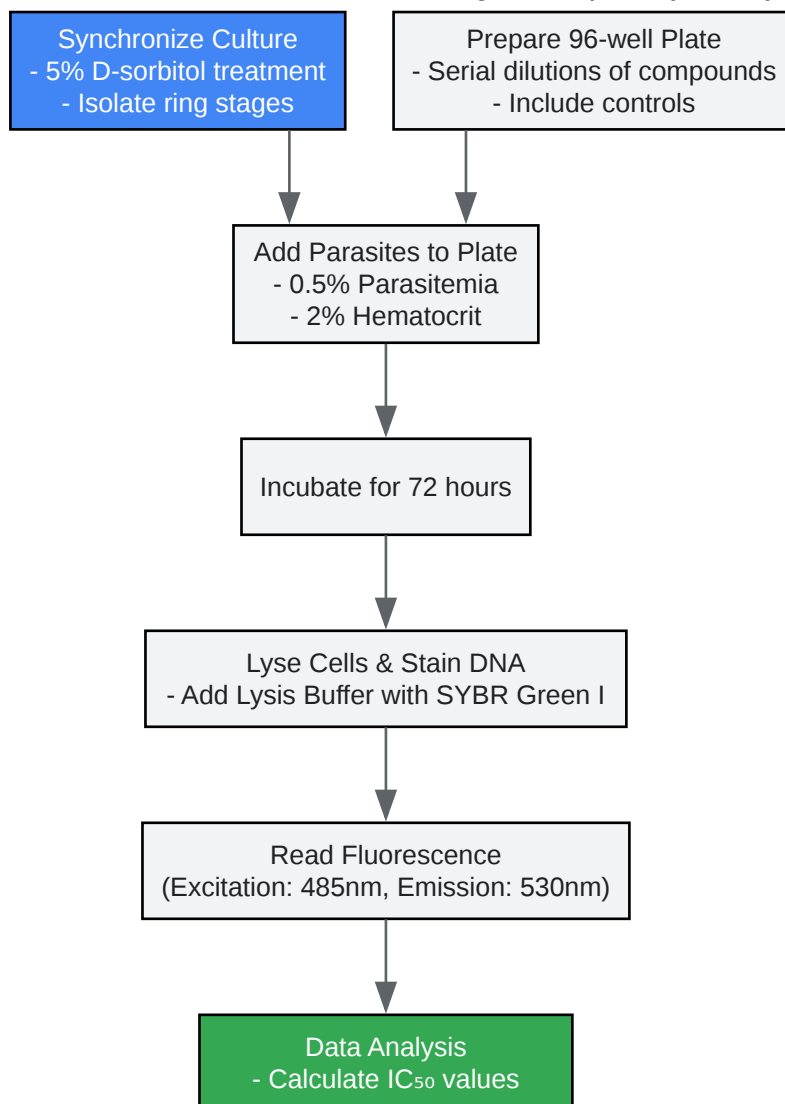 Synchronize Culture
- 5% D-sorbitol treatment
- Isolate ring stages
Prepare 96-well Plate
- Serial dilutions of compounds
- Include controls
Add Parasites to Plate
- 0.5% Parasitemia
- 2% Hematocrit
Incubate for 72 hours
Lyse Cells & Stain DNA
- Add Lysis Buffer with SYBR Green I
Read Fluorescence
(Excitation: 485nm, Emission: 530nm)
Data Analysis
- Calculate IC₅₀ values